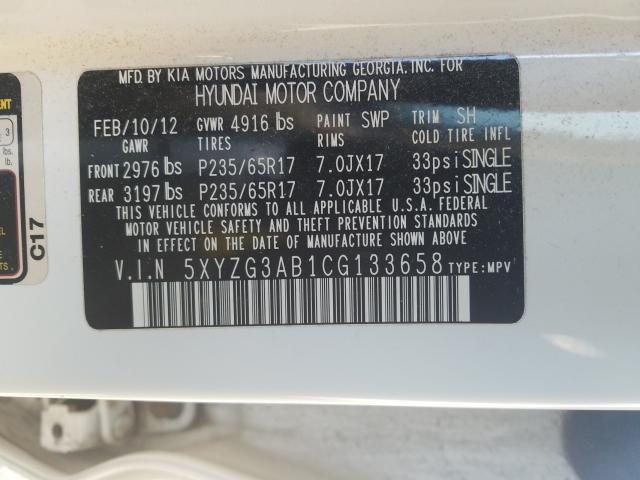 MFD. BY KIA MOTORS MANUFACTURING GEORGIA. INC. FOR
HYUNDAI MOTOR COMPANY
FEB/10/12 GVWR 4916 lbs PAINT SWP TRIM SH
GAWR TIRES RIMS COLD TIRE INFL
FRONT 2976 lbs P235/65R17 7.0JX17 33psi SINGLE
REAR 3197 lbs P235/65R17 7.0JX17 33psi SINGLE
THIS VEHICLE CONFORMS TO ALL APPLICABLE U.S.A. FEDERAL
MOTOR VEHICLE SAFETY AND THEFT PREVENTION STANDARDS
IN EFFECT ON THE DATE OF MANUFACTURE SHOWN ABOVE.
V.I.N 5XYZG3AB1CG133658 TYPE: MPV
C17
3
lb.